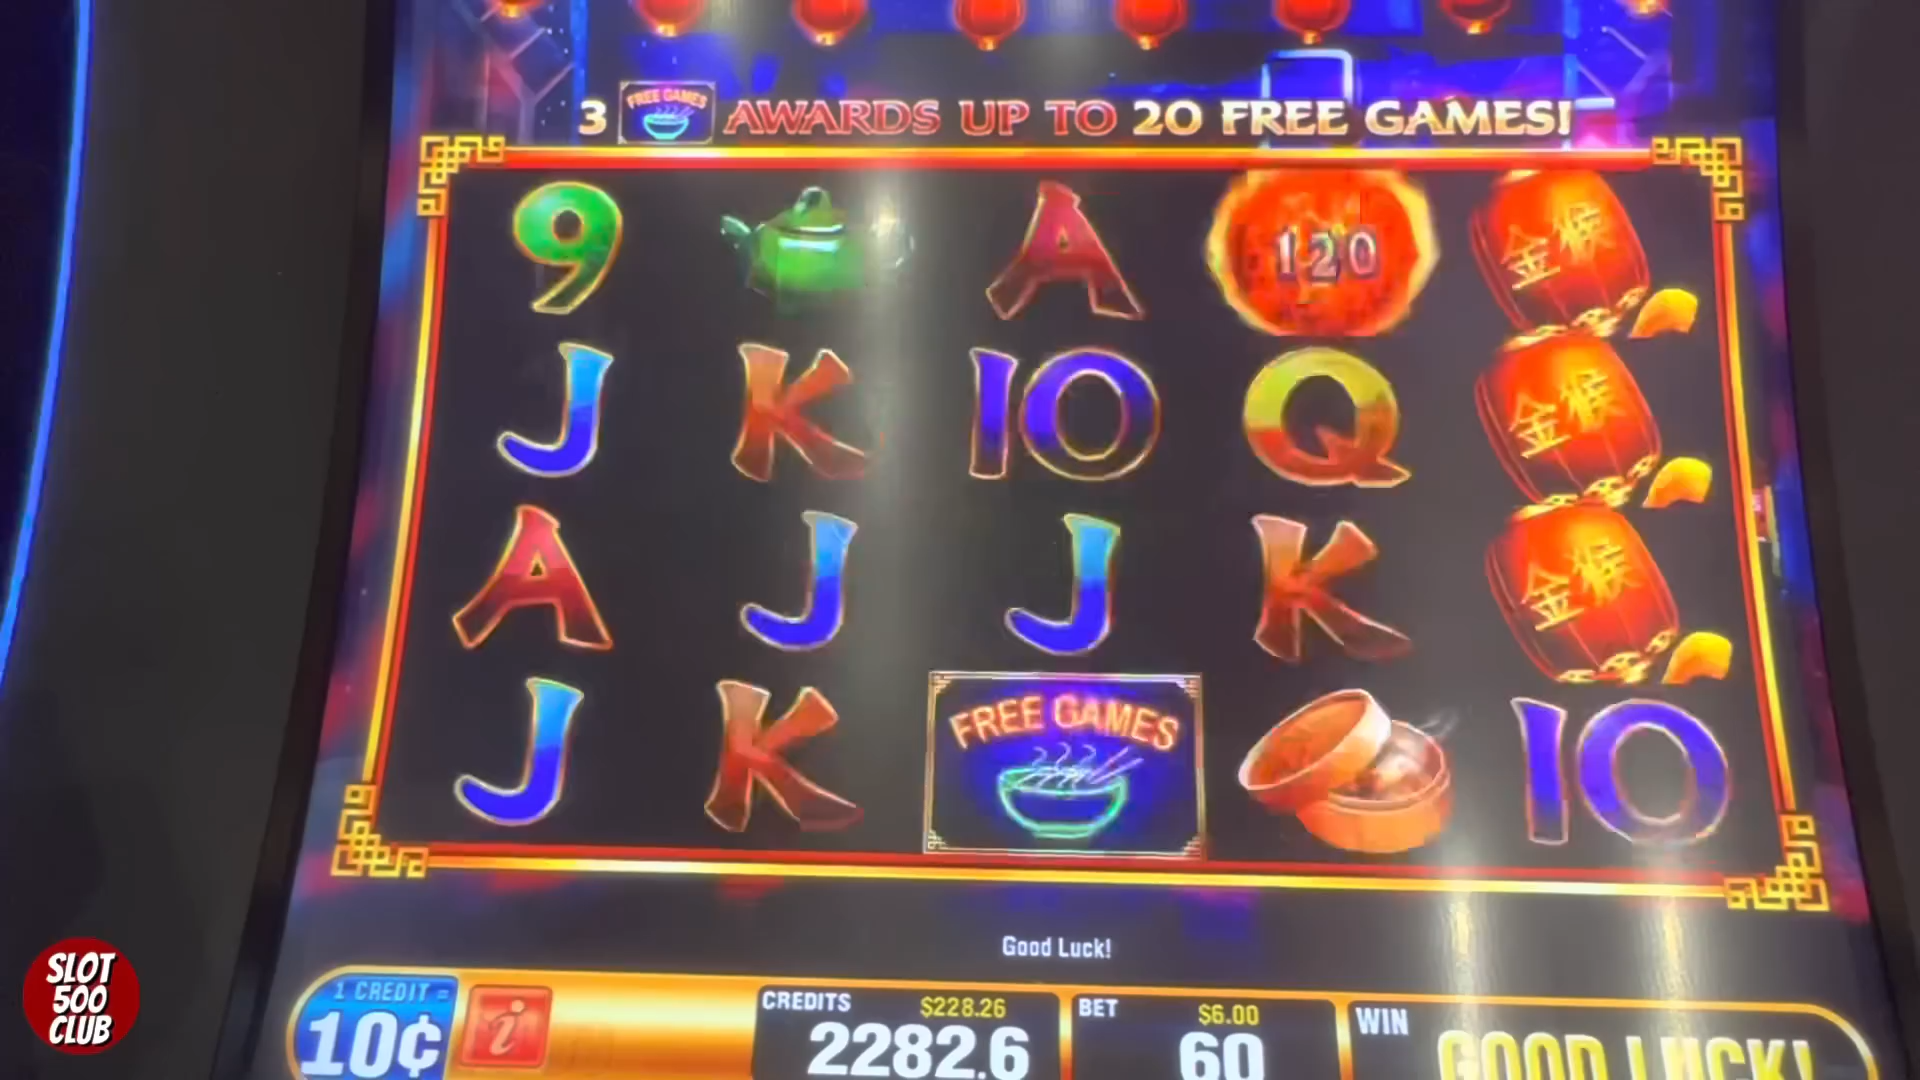 3 FREE GAMES AWARDS UP TO 20 FREE GAMES!
9 A 120 金猴
J K 10 Q 金猴
A J J K 金猴
J K FREE GAMES 10
Good Luck!
1 CREDIT =
10¢
i
CREDITS $228.26
2282.6
BET $6.00
60
WIN
GOOD LUCK!
SLOT
500
CLUB